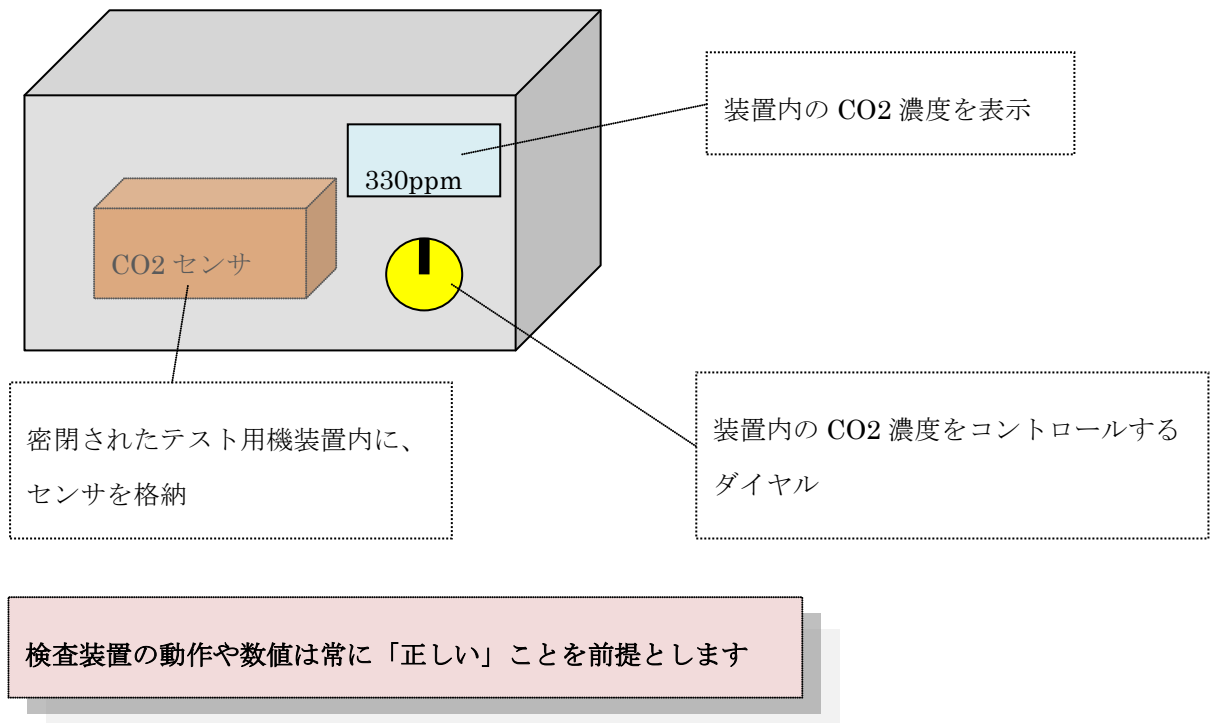 装置内の CO2 濃度を表示
330ppm
CO2 センサ
密閉されたテスト用機装置内に、
センサを格納
装置内の CO2 濃度をコントロールする
ダイヤル
検査装置の動作や数値は常に「正しい」ことを前提とします